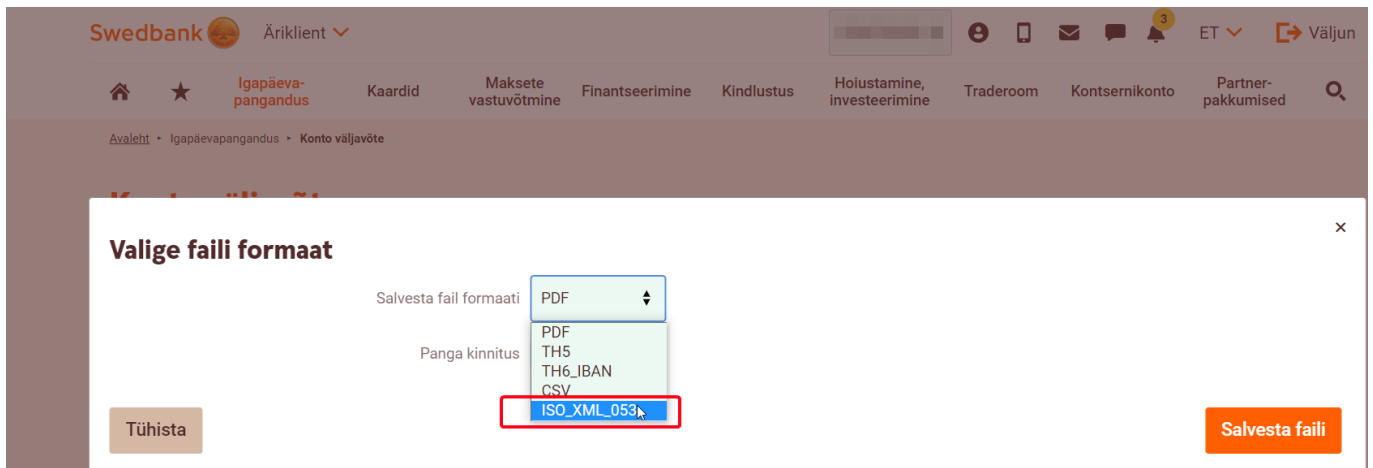 Swedbank
Äriklient
3
ET
Väljun
Igapäeva-
pangandus
Kaardid
Maksete
vastuvõtmine
Finantseerimine
Kindlustus
Hoiustamine,
investeerimine
Traderoom
Kontsernikonto
Partner-
pakkumised
Avaleht ▸ Igapäevapangandus ▸ Konto väljavõte
Valige faili formaat
Salvesta fail formaati
PDF
PDF
TH5
TH6_IBAN
CSV
ISO_XML_053
Panga kinnitus
Tühista
Salvesta faili